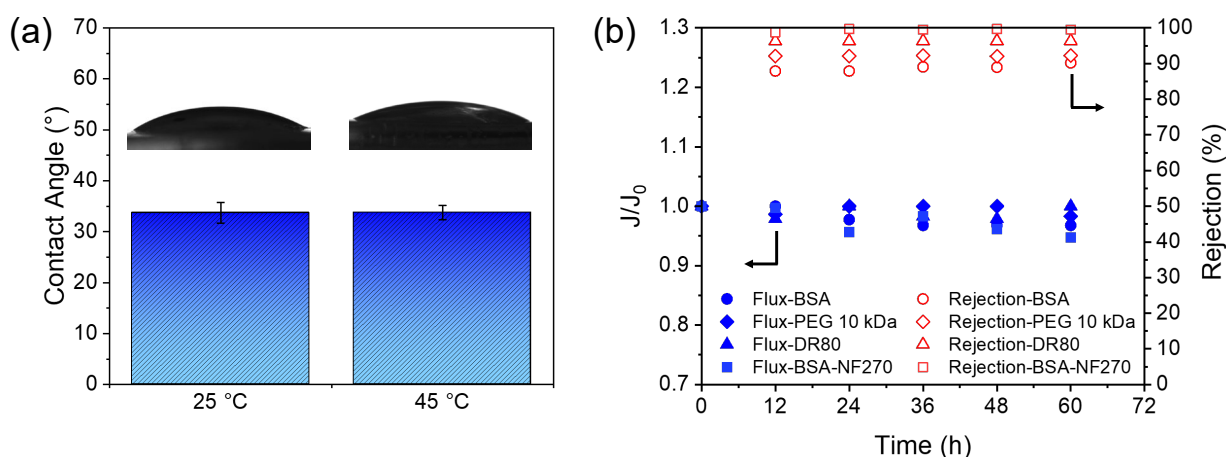 (a)
Contact Angle (°)
70
60
50
40
30
20
10
0
25 °C
45 °C
(b)
J/J0
1.3
1.2
1.1
1.0
0.9
0.8
0.7
Flux-BSA
Flux-PEG 10 kDa
Flux-DR80
Flux-BSA-NF270
Rejection-BSA
Rejection-PEG 10 kDa
Rejection-DR80
Rejection-BSA-NF270
100
90
80
70
60
50
40
30
20
10
0
Rejection (%)
0 12 24 36 48 60 72
Time (h)